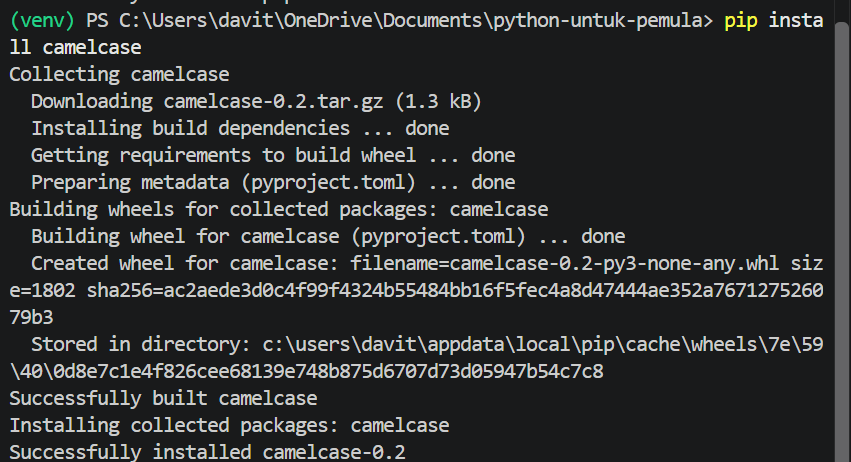 (venv) PS C:\Users\davit\OneDrive\Documents\python-untuk-pemula> pip insta
ll camelcase
Collecting camelcase
  Downloading camelcase-0.2.tar.gz (1.3 kB)
  Installing build dependencies ... done
  Getting requirements to build wheel ... done
  Preparing metadata (pyproject.toml) ... done
Building wheels for collected packages: camelcase
  Building wheel for camelcase (pyproject.toml) ... done
  Created wheel for camelcase: filename=camelcase-0.2-py3-none-any.whl siz
e=1802 sha256=ac2aede3d0c4f99f4324b55484bb16f5fec4a8d47444ae352a7671275260
79b3
  Stored in directory: c:\users\davit\appdata\local\pip\cache\wheels\7e\59
\40\0d8e7c1e4f826cee68139e748b875d6707d73d05947b54c7c8
Successfully built camelcase
Installing collected packages: camelcase
Successfully installed camelcase-0.2